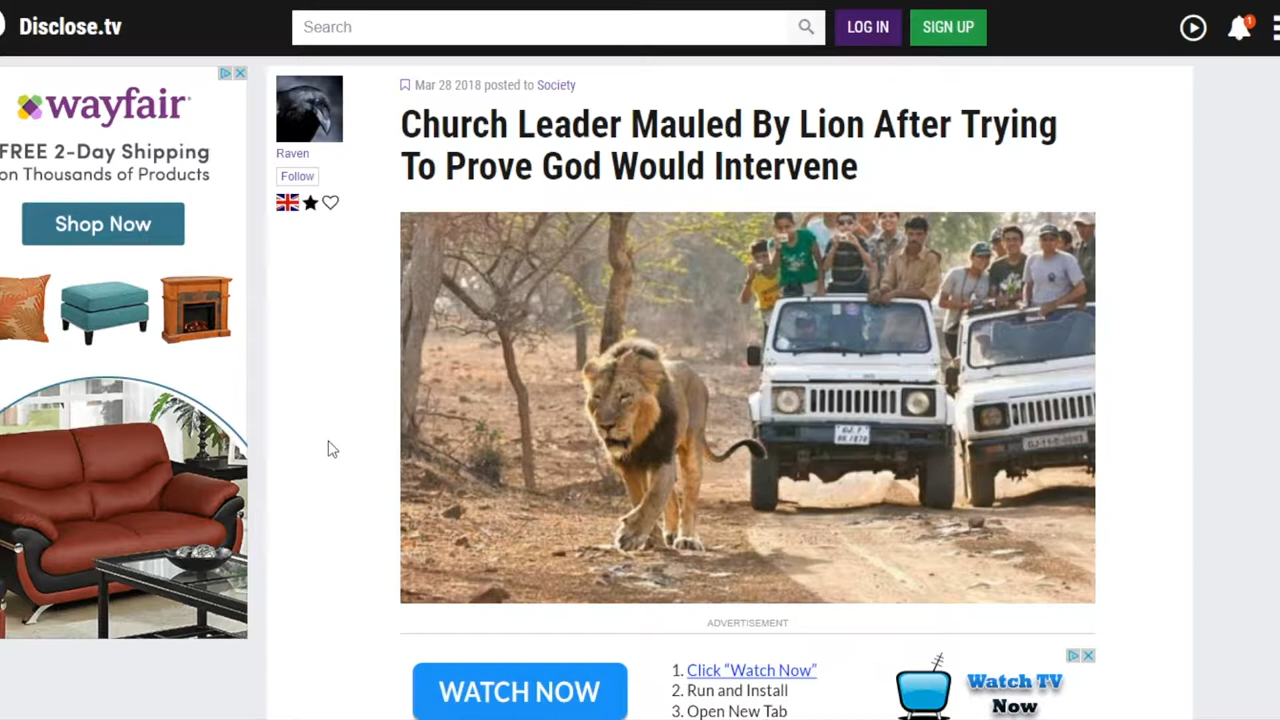 Disclose.tv
Search
LOG IN
SIGN UP
1
wayfair
FREE 2-Day Shipping
on Thousands of Products
Shop Now
Raven
Follow
Mar 28 2018 posted to Society
Church Leader Mauled By Lion After Trying
To Prove God Would Intervene
ADVERTISEMENT
WATCH NOW
1. Click “Watch Now”
2. Run and Install
3. Open New Tab
Watch TV
Now